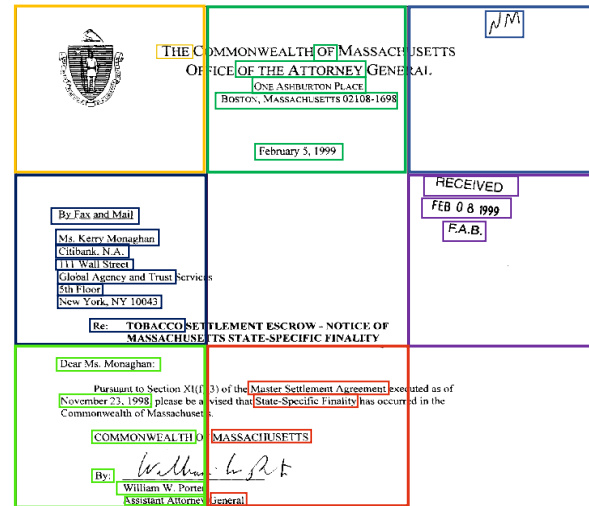 NM
THE COMMONWEALTH OF MASSACHUSETTS
OFFICE OF THE ATTORNEY GENERAL
ONE ASHBURTON PLACE
BOSTON, MASSACHUSETTS 02108-1698
February 5, 1999
RECEIVED
FEB 08 1999
F.A.B.
By Fax and Mail
Ms. Kerry Monaghan
Citibank, N.A.
111 Wall Street
Global Agency and Trust Services
5th Floor
New York, NY 10043
Re: TOBACCO SETTLEMENT ESCROW - NOTICE OF
MASSACHUSETTS STATE-SPECIFIC FINALITY
Dear Ms. Monaghan:
Pursuant to Section XI(f)(3) of the Master Settlement Agreement executed as of
November 23, 1998, please be advised that State-Specific Finality has occurred in the
Commonwealth of Massachusetts.
COMMONWEALTH OF MASSACHUSETTS
By:
William W. Porter
Assistant Attorney General